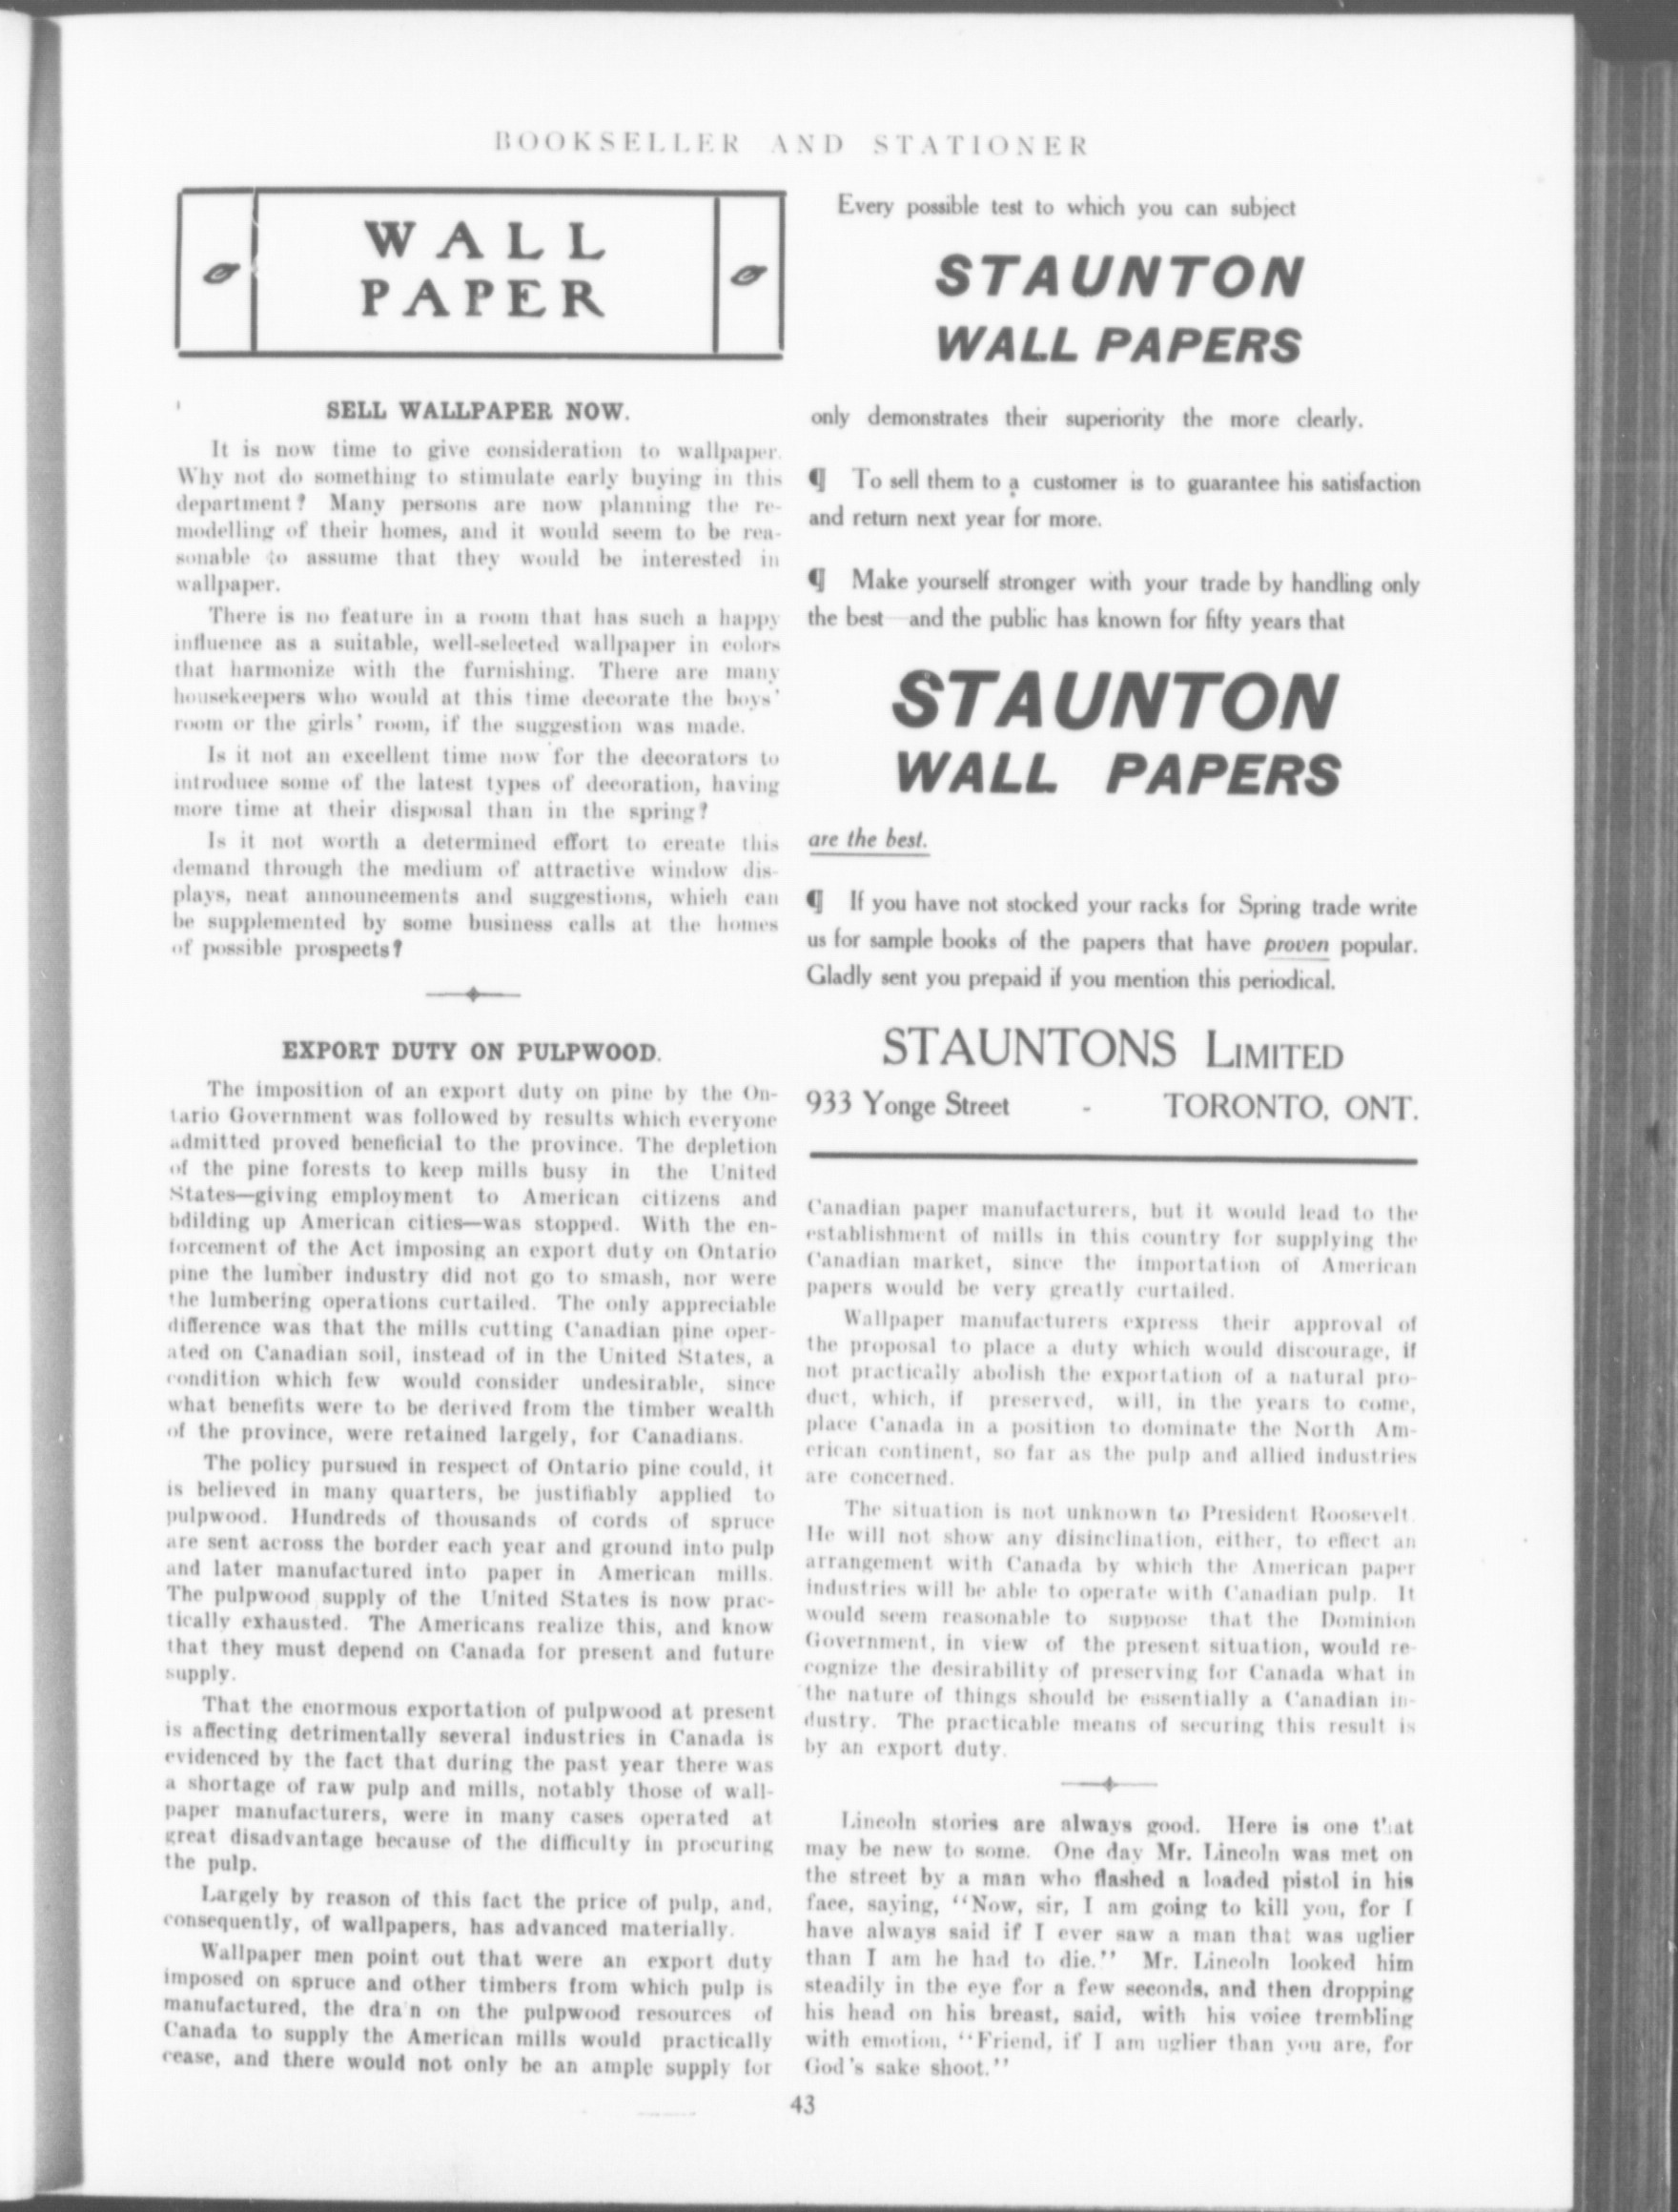 BOOKSELLER AND STATIONER
WALL
PAPER
SELL WALLPAPER NOW.
It is now time to give consideration to wallpaper.
Why not do something to stimulate early buying in this
department? Many persons are now planning the re-
modelling of their homes, and it would seem to be rea-
sonable to assume that they would be interested in
wallpaper.
There is no feature in a room that has such a happy
influence as a suitable, well-selected wallpaper in colors
that harmonize with the furnishing. There are many
housekeepers who would at this time decorate the boys'
room or the girls' room, if the suggestion was made.
Is it not an excellent time now for the decorators to
introduce some of the latest types of decoration, having
more time at their disposal than in the spring?
Is it not worth a determined effort to create this
demand through the medium of attractive window dis-
plays, neat announcements and suggestions, which can
be supplemented by some business calls at the homes
of possible prospects?
EXPORT DUTY ON PULPWOOD.
The imposition of an export duty on pine by the On-
tario Government was followed by results which everyone
admitted proved beneficial to the province. The depletion
of the pine forests to keep mills busy in the United
States—giving employment to American citizens and
bdilding up American cities—was stopped. With the en-
forcement of the Act imposing an export duty on Ontario
pine the lumber industry did not go to smash, nor were
the lumbering operations curtailed. The only appreciable
difference was that the mills cutting Canadian pine oper-
ated on Canadian soil, instead of in the United States, a
condition which few would consider undesirable, since
what benefits were to be derived from the timber wealth
of the province, were retained largely, for Canadians.
The policy pursued in respect of Ontario pine could, it
is believed in many quarters, be justifiably applied to
pulpwood. Hundreds of thousands of cords of spruce
are sent across the border each year and ground into pulp
and later manufactured into paper in American mills.
The pulpwood supply of the United States is now prac-
tically exhausted. The Americans realize this, and know
that they must depend on Canada for present and future
supply.
That the enormous exportation of pulpwood at present
is affecting detrimentally several industries in Canada is
evidenced by the fact that during the past year there was
a shortage of raw pulp and mills, notably those of wall-
paper manufacturers, were in many cases operated at
great disadvantage because of the difficulty in procuring
the pulp.
Largely by reason of this fact the price of pulp, and,
consequently, of wallpapers, has advanced materially.
Wallpaper men point out that were an export duty
imposed on spruce and other timbers from which pulp is
manufactured, the dra n on the pulpwood resources of
Canada to supply the American mills would practically
cease, and there would not only be an ample supply for
Every possible test to which you can subject
STAUNTON
WALL PAPERS
only demonstrates their superiority the more clearly.
¶ To sell them to a customer is to guarantee his satisfaction
and return next year for more.
¶ Make yourself stronger with your trade by handling only
the best—and the public has known for fifty years that
STAUNTON
WALL PAPERS
are the best.
¶ If you have not stocked your racks for Spring trade write
us for sample books of the papers that have proven popular.
Gladly sent you prepaid if you mention this periodical.
STAUNTONS LIMITED
933 Yonge Street - TORONTO, ONT.
Canadian paper manufacturers, but it would lead to the
establishment of mills in this country for supplying the
Canadian market, since the importation of American
papers would be very greatly curtailed.
Wallpaper manufacturers express their approval of
the proposal to place a duty which would discourage, if
not practically abolish the exportation of a natural pro-
duct, which, if preserved, will, in the years to come,
place Canada in a position to dominate the North Am-
erican continent, so far as the pulp and allied industries
are concerned.
The situation is not unknown to President Roosevelt.
He will not show any disinclination, either, to effect an
arrangement with Canada by which the American paper
industries will be able to operate with Canadian pulp. It
would seem reasonable to suppose that the Dominion
Government, in view of the present situation, would re-
cognize the desirability of preserving for Canada what in
the nature of things should be essentially a Canadian in-
dustry. The practicable means of securing this result is
by an export duty.
Lincoln stories are always good. Here is one that
may be new to some. One day Mr. Lincoln was met on
the street by a man who flashed a loaded pistol in his
face, saying, "Now, sir, I am going to kill you, for I
have always said if I ever saw a man that was uglier
than I am he had to die." Mr. Lincoln looked him
steadily in the eye for a few seconds, and then dropping
his head on his breast, said, with his voice trembling
with emotion, "Friend, if I am uglier than you are, for
God's sake shoot."
43